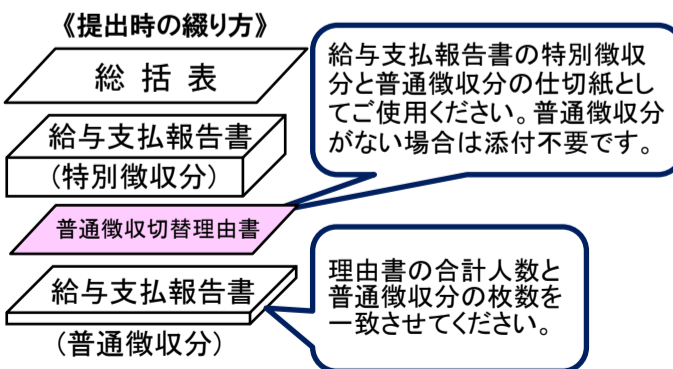 《提出時の綴り方》
総 括 表
給与支払報告書
(特別徴収分)
普通徴収切替理由書
給与支払報告書
(普通徴収分)
給与支払報告書の特別徴収
分と普通徴収分の仕切紙とし
てご使用ください。普通徴収分
がない場合は添付不要です。
理由書の合計人数と
普通徴収分の枚数を
一致させてください。